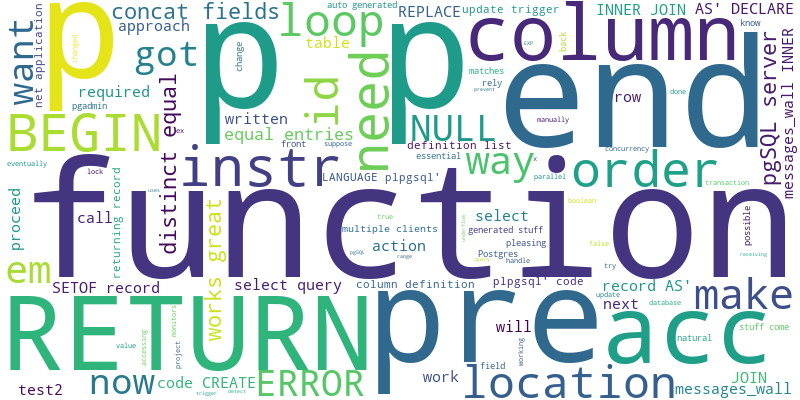 want
net application
p
concat fields
approach
got
required
pgadmin
changed
p
change
loop
auto generated
table
id
need
p
REPLACE
update trigger
column
EXP
back
matches
rely
prevent
INNER JOIN
AS' DECLARE
know
pgSQL server
messages_wall INNER
row
done
manually
end
BEGIN
distinct equal
ex
written
equal entries
front
suppose
NULL
definition list
essential
way
x
concurrency
parallel
order
transaction
eventually
lock
instr
LANGUAGE plpgsql'
function
proceed
call
returning record
uses
works great
true
multiple clients
pgSQL
range
action
select
generated stuff
pleasing
Postgres
handle
underflow
query
boolean
false
try
possible
receiving
em
SETOF record
select query
column definition
plpgsql' code
record AS'
next
update
database
make
RETURN
pre
acc
accessing
monitors
value
project
will
working
field
natural
stuff come
test2
now
code CREATE
trigger
detect
ERROR
work
location
JOIN
messages_wall